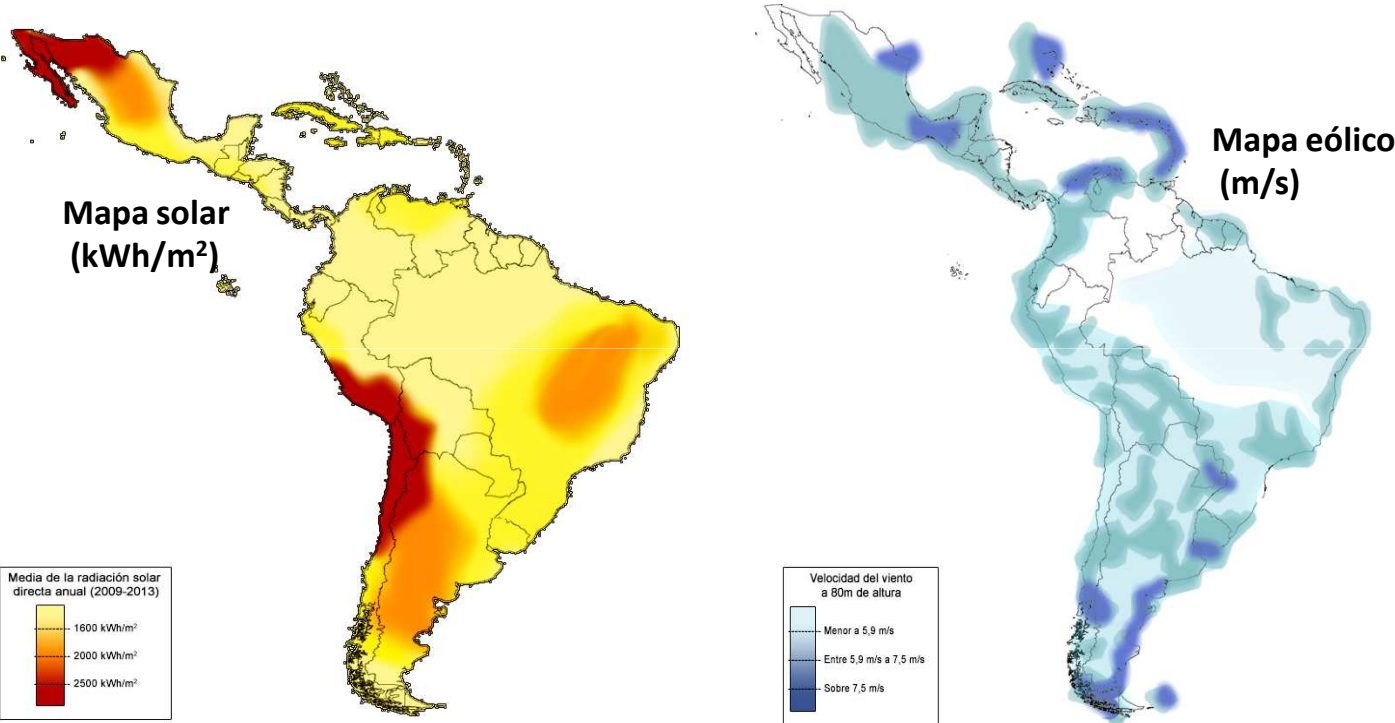 Mapa solar
(kWh/m²)
Media de la radiación solar
directa anual (2009-2013)
1600 kWh/m²
2000 kWh/m²
2500 kWh/m²
Mapa eólico
(m/s)
Velocidad del viento
a 80m de altura
Menor a 5,9 m/s
Entre 5,9 m/s a 7,5 m/s
Sobre 7,5 m/s